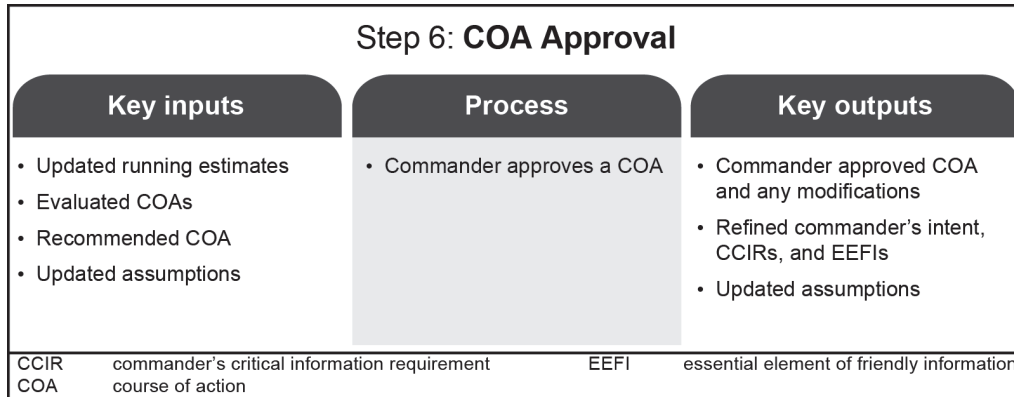 Step 6: COA Approval
Key inputs
• Updated running estimates
• Evaluated COAs
• Recommended COA
• Updated assumptions
Process
• Commander approves a COA
Key outputs
• Commander approved COA
and any modifications
• Refined commander's intent,
CCIRs, and EEFIs
• Updated assumptions
CCIR commander's critical information requirement EEFI essential element of friendly information
COA course of action